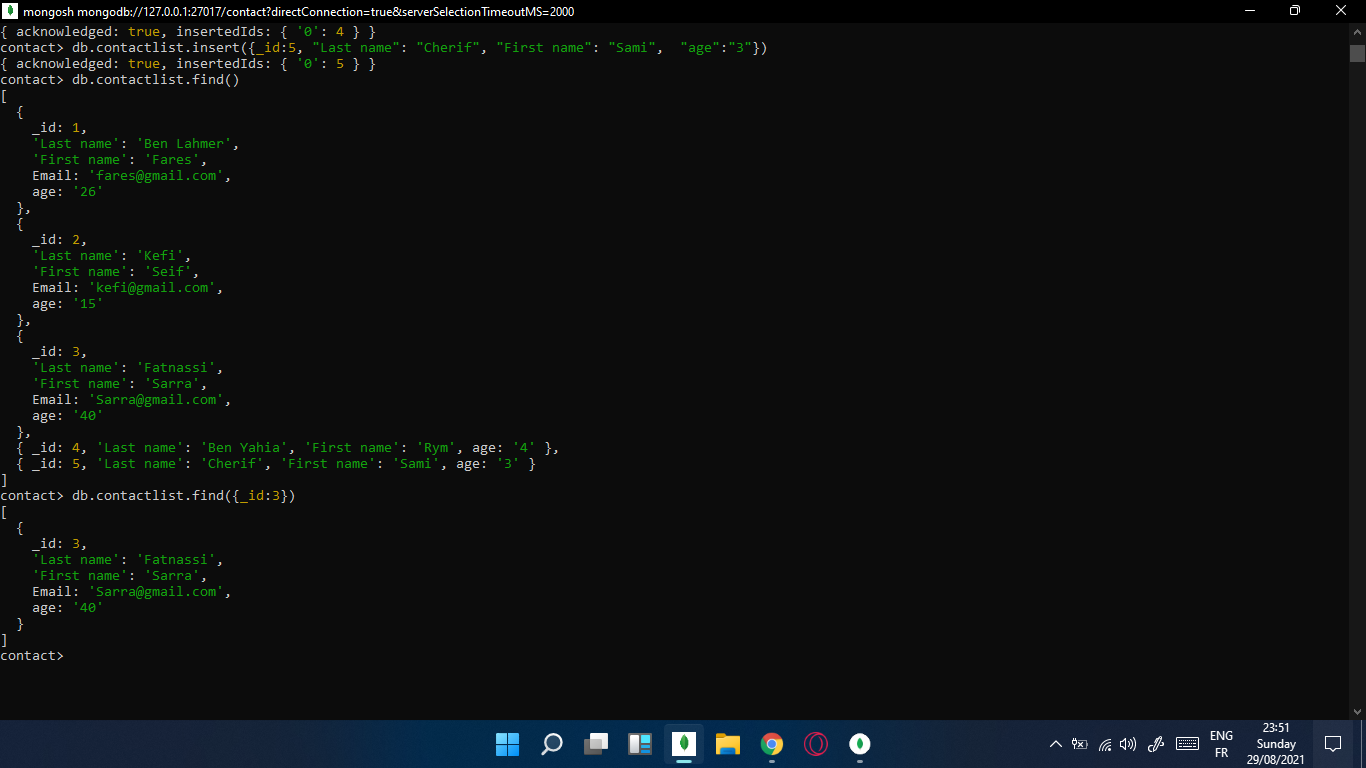 mongosh mongodb://127.0.0.1:27017/contact?directConnection=true&serverSelectionTimeoutMS=2000
{ acknowledged: true, insertedIds: { '0': 4 } }
contact> db.contactlist.insert({_id:5, "Last name": "Cherif", "First name": "Sami",  "age":"3"})
{ acknowledged: true, insertedIds: { '0': 5 } }
contact> db.contactlist.find()
[
  {
    _id: 1,
    'Last name': 'Ben Lahmer',
    'First name': 'Fares',
    Email: 'fares@gmail.com',
    age: '26'
  },
  {
    _id: 2,
    'Last name': 'Kefi',
    'First name': 'Seif',
    Email: 'kefi@gmail.com',
    age: '15'
  },
  {
    _id: 3,
    'Last name': 'Fatnassi',
    'First name': 'Sarra',
    Email: 'Sarra@gmail.com',
    age: '40'
  },
  { _id: 4, 'Last name': 'Ben Yahia', 'First name': 'Rym', age: '4' },
  { _id: 5, 'Last name': 'Cherif', 'First name': 'Sami', age: '3' }
]
contact> db.contactlist.find({_id:3})
[
  {
    _id: 3,
    'Last name': 'Fatnassi',
    'First name': 'Sarra',
    Email: 'Sarra@gmail.com',
    age: '40'
  }
]
contact>
ENG
FR
23:51
Sunday
29/08/2021